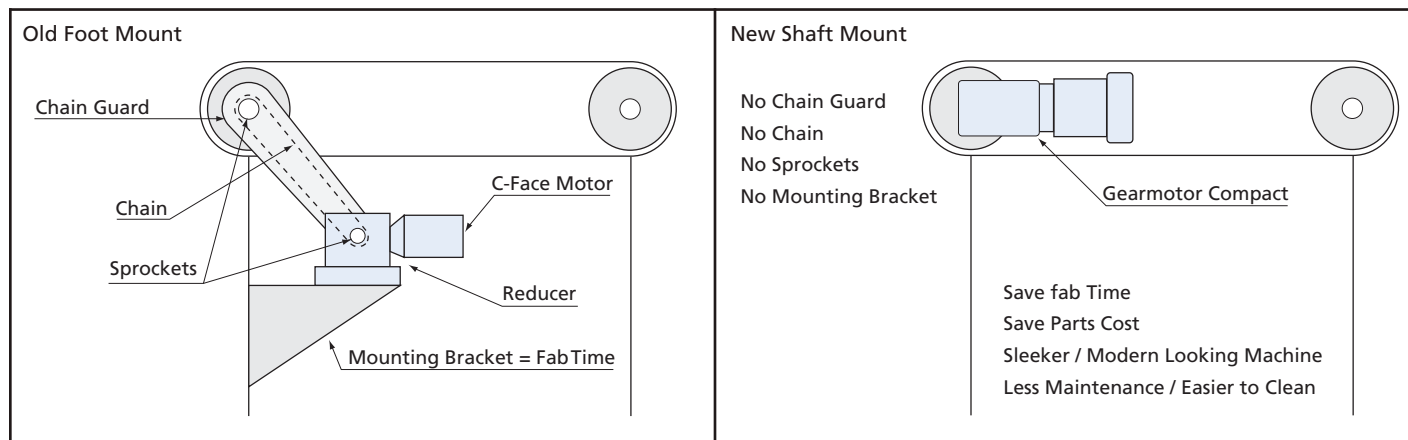 Old Foot Mount
Chain Guard
Chain
Sprockets
C-Face Motor
Reducer
Mounting Bracket = Fab Time
New Shaft Mount
No Chain Guard
No Chain
No Sprockets
No Mounting Bracket
Gearmotor Compact
Save fab Time
Save Parts Cost
Sleeker / Modern Looking Machine
Less Maintenance / Easier to Clean